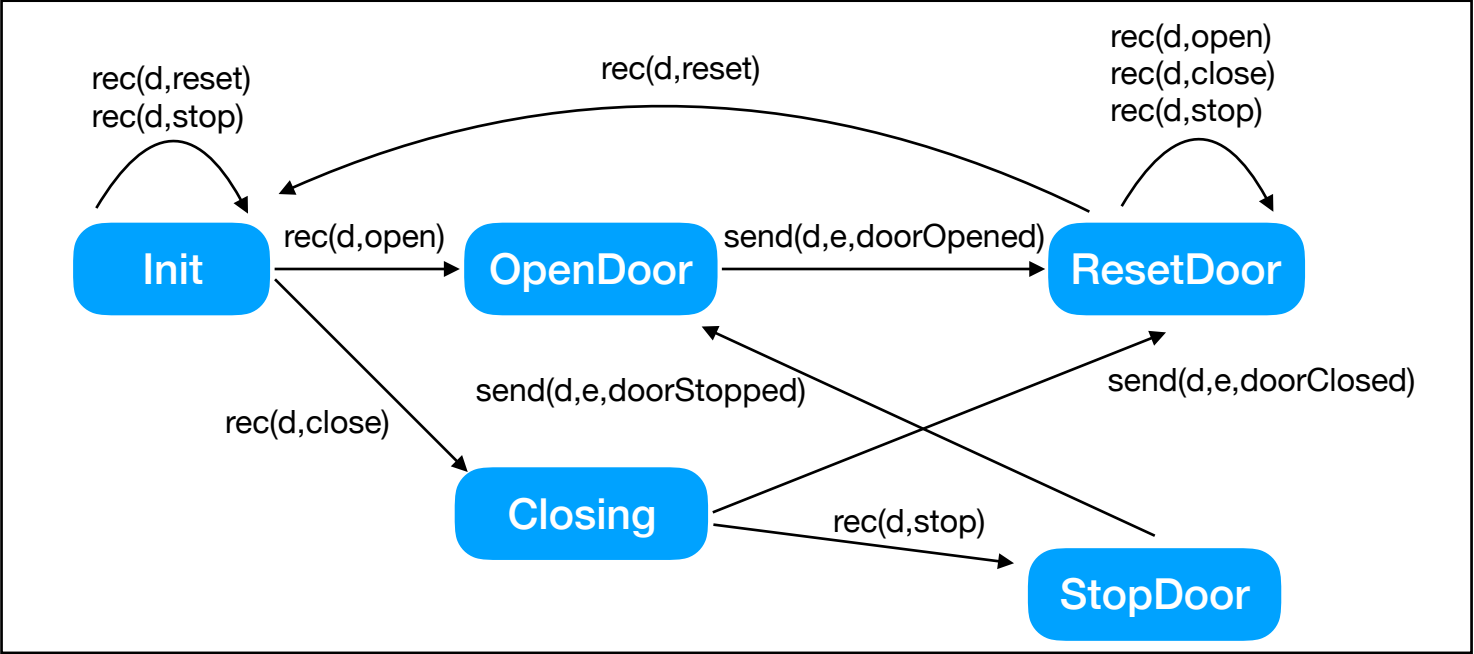 rec(d,open)
rec(d,close)
rec(d,stop)
rec(d,reset)
rec(d,reset)
rec(d,stop)
rec(d,open)
send(d,e,doorOpened)
Init
OpenDoor
ResetDoor
send(d,e,doorStopped)
send(d,e,doorClosed)
rec(d,close)
Closing
rec(d,stop)
StopDoor